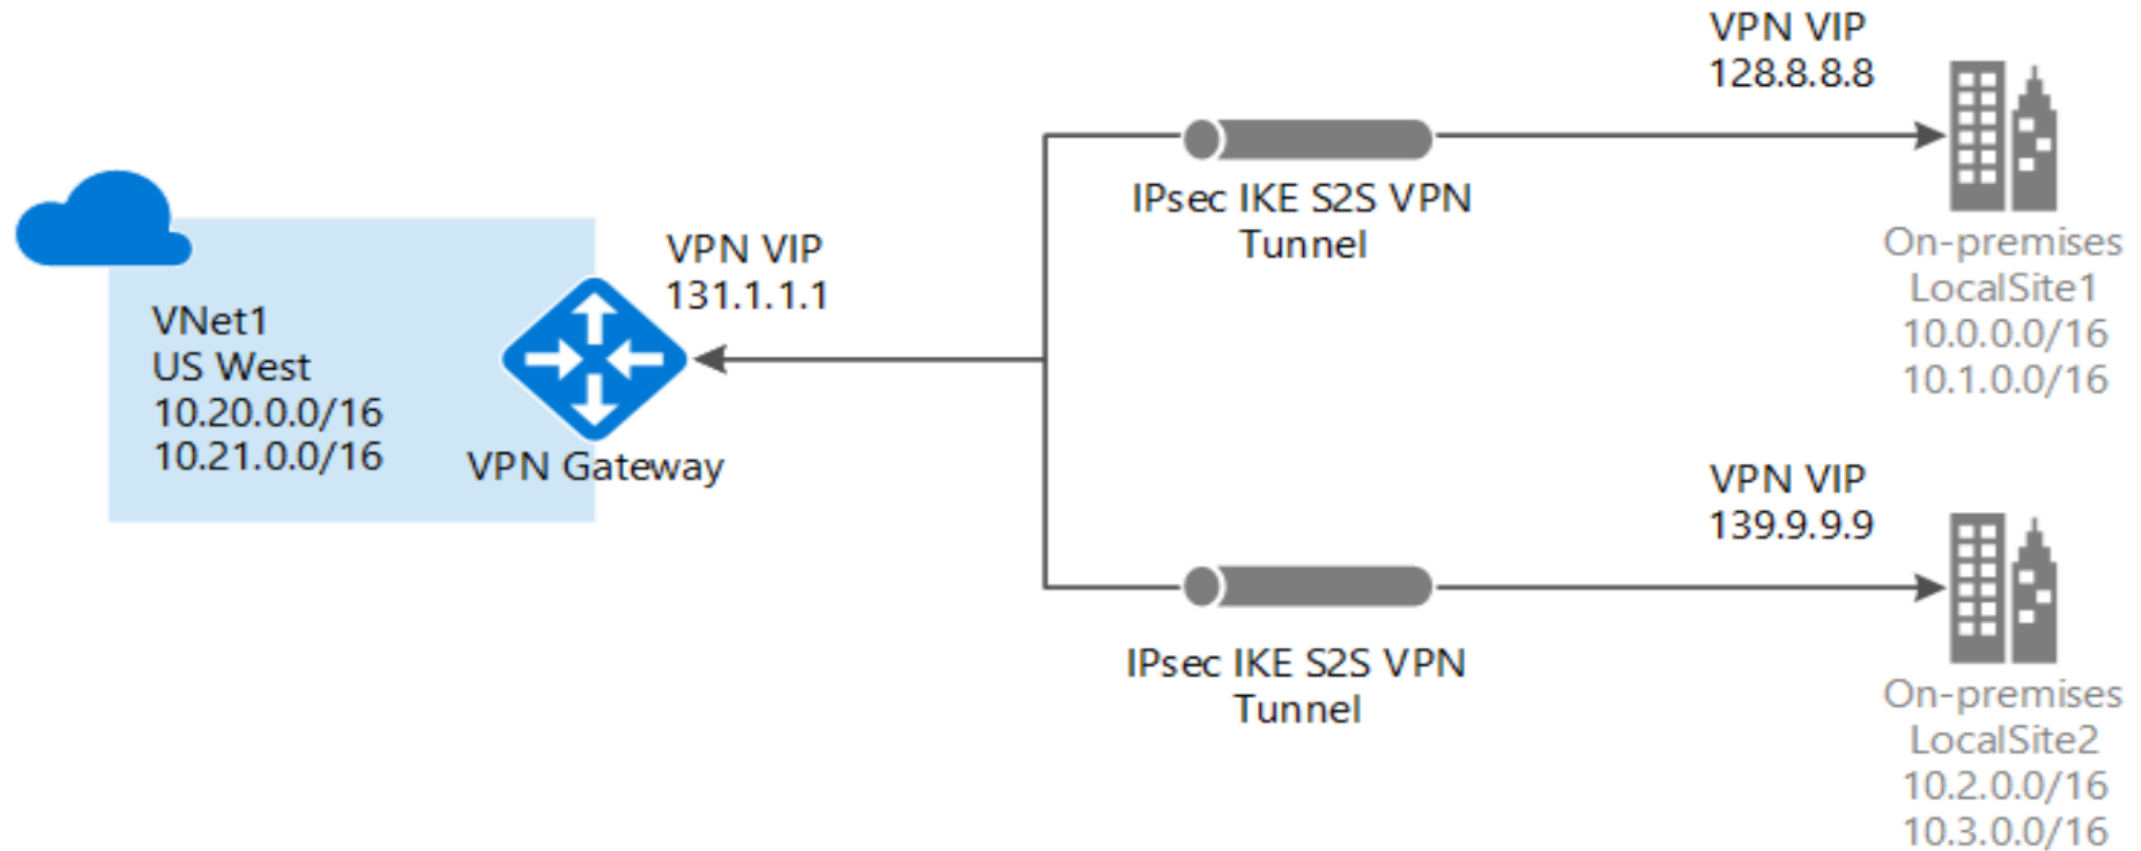 VNet1
US West
10.20.0.0/16
10.21.0.0/16
VPN Gateway
VPN VIP
131.1.1.1
IPsec IKE S2S VPN
Tunnel
VPN VIP
128.8.8.8
On-premises
LocalSite1
10.0.0.0/16
10.1.0.0/16
IPsec IKE S2S VPN
Tunnel
VPN VIP
139.9.9.9
On-premises
LocalSite2
10.2.0.0/16
10.3.0.0/16